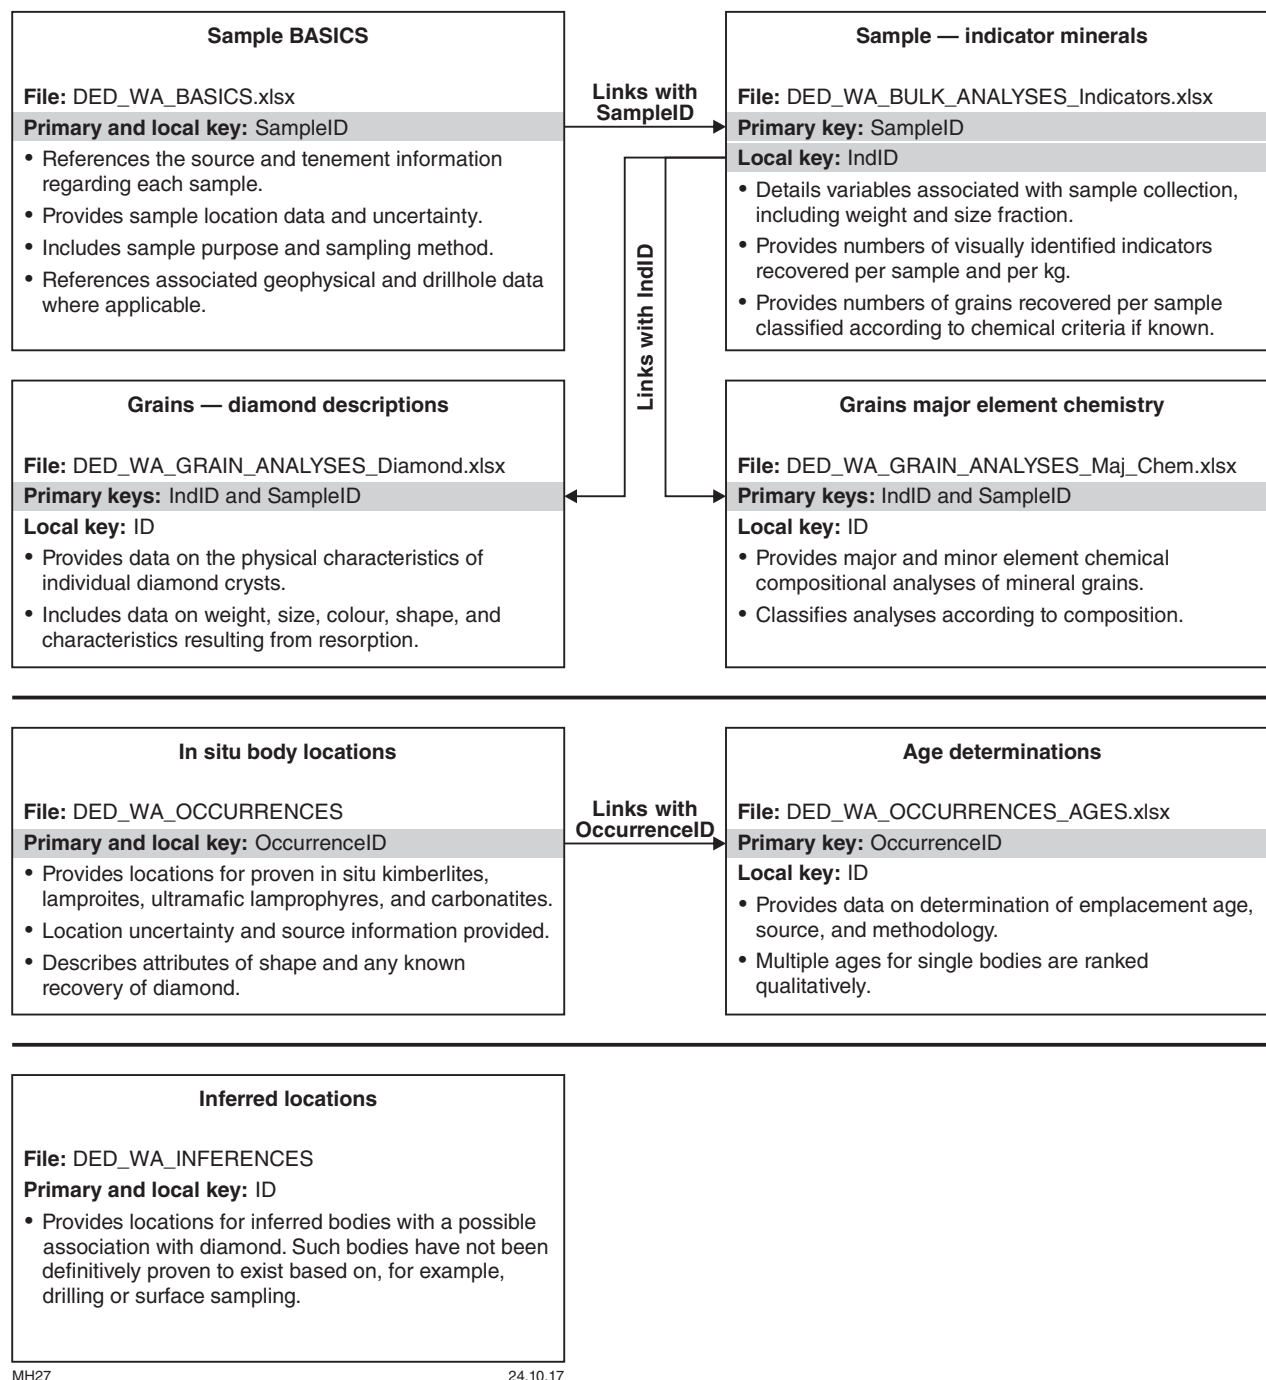 Sample BASICS
File: DED_WA_BASICS.xlsx
Primary and local key: SampleID
• References the source and tenement information
regarding each sample.
• Provides sample location data and uncertainty.
• Includes sample purpose and sampling method.
• References associated geophysical and drillhole data
where applicable.
Links with
SampleID
Sample — indicator minerals
File: DED_WA_BULK_ANALYSES_Indicators.xlsx
Primary key: SampleID
Local key: IndID
• Details variables associated with sample collection,
including weight and size fraction.
• Provides numbers of visually identified indicators
recovered per sample and per kg.
• Provides numbers of grains recovered per sample
classified according to chemical criteria if known.
Links with IndID
Grains — diamond descriptions
File: DED_WA_GRAIN_ANALYSES_Diamond.xlsx
Primary keys: IndID and SampleID
Local key: ID
• Provides data on the physical characteristics of
individual diamond crysts.
• Includes data on weight, size, colour, shape, and
characteristics resulting from resorption.
Grains major element chemistry
File: DED_WA_GRAIN_ANALYSES_Maj_Chem.xlsx
Primary keys: IndID and SampleID
Local key: ID
• Provides major and minor element chemical
compositional analyses of mineral grains.
• Classifies analyses according to composition.
In situ body locations
File: DED_WA_OCCURRENCES
Primary and local key: OccurrenceID
• Provides locations for proven in situ kimberlites,
lamproites, ultramafic lamprophyres, and carbonatites.
• Location uncertainty and source information provided.
• Describes attributes of shape and any known
recovery of diamond.
Links with
OccurrenceID
Age determinations
File: DED_WA_OCCURRENCES_AGES.xlsx
Primary key: OccurrenceID
Local key: ID
• Provides data on determination of emplacement age,
source, and methodology.
• Multiple ages for single bodies are ranked
qualitatively.
Inferred locations
File: DED_WA_INFERENCES
Primary and local key: ID
• Provides locations for inferred bodies with a possible
association with diamond. Such bodies have not been
definitively proven to exist based on, for example,
drilling or surface sampling.
MH27
24.10.17